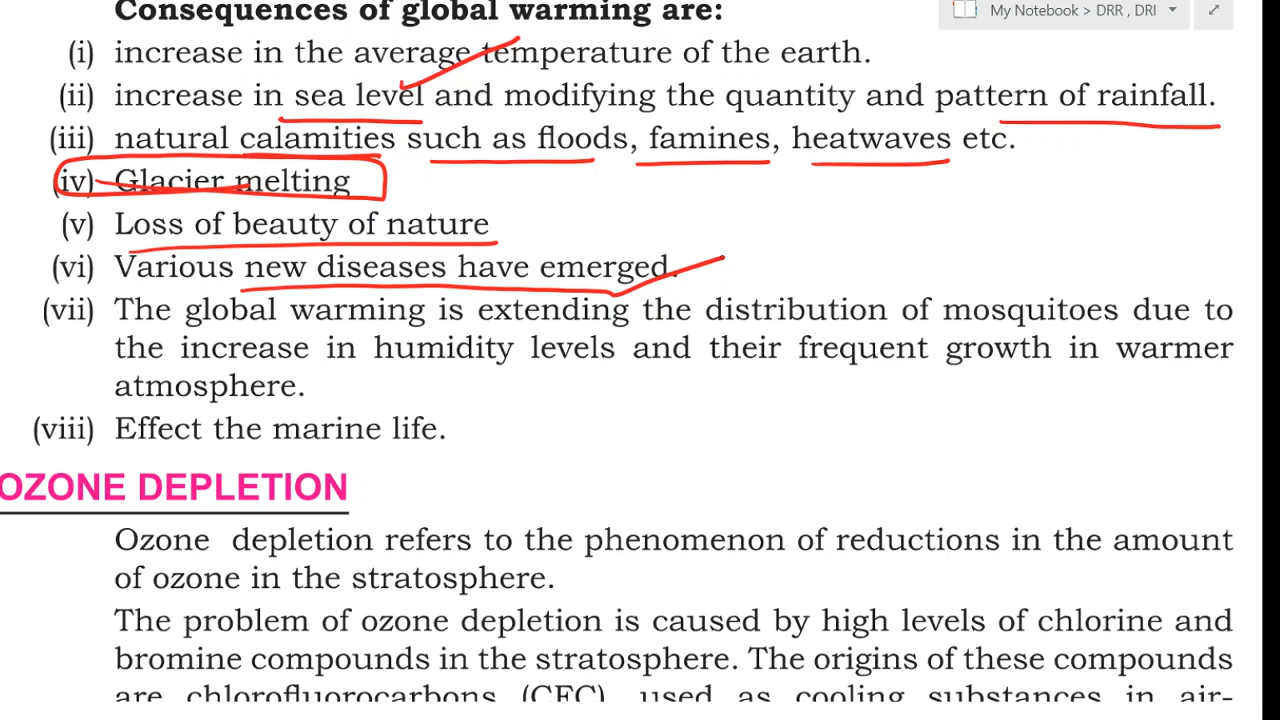 Consequences of global warming are:
My Notebook > DRR , DRI
(i) increase in the average temperature of the earth.
(ii) increase in sea level and modifying the quantity and pattern of rainfall.
(iii) natural calamities such as floods, famines, heatwaves etc.
(iv) Glacier melting
(v) Loss of beauty of nature
(vi) Various new diseases have emerged.
(vii) The global warming is extending the distribution of mosquitoes due to
the increase in humidity levels and their frequent growth in warmer
atmosphere.
(viii) Effect the marine life.
OZONE DEPLETION
Ozone depletion refers to the phenomenon of reductions in the amount
of ozone in the stratosphere.
The problem of ozone depletion is caused by high levels of chlorine and
bromine compounds in the stratosphere. The origins of these compounds
are chlorofluorocarbons (CFC), used as cooling substances in air-